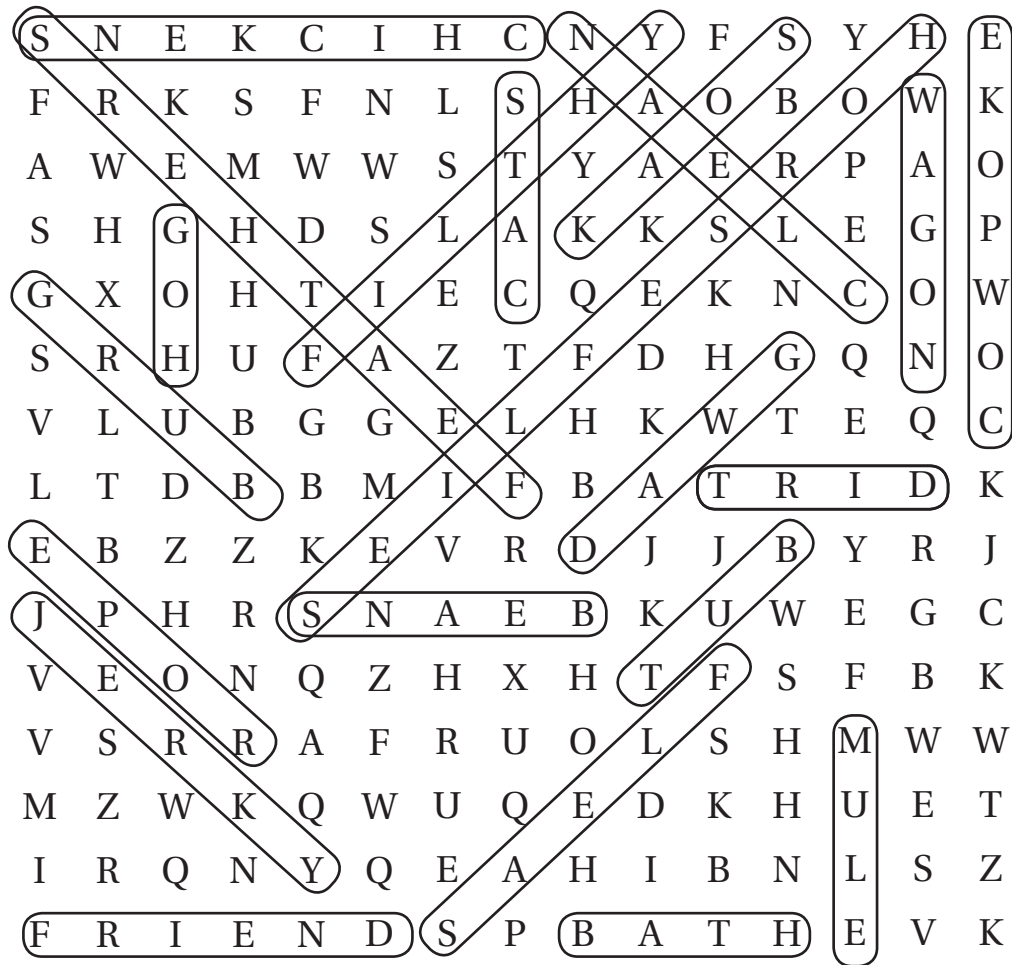 S N E K C I H C N Y F S Y H E
F R K S F N L S H A O B O W K
A W E M W W S T Y A E R P A O
S H G H D S L A K K S L E G P
G X O H T I E C Q E K N C O W
S R H U F A Z T F D H G Q N O
V L U B G G E L H K W T E Q C
L T D B B M I F B A T R I D K
E B Z Z K E V R D J J B Y R J
J P H R S N A E B K U W E G C
V E O N Q Z H X H T F S F B K
V S R R A F R U O L S H M W W
M Z W K Q W U Q E D K H U E T
I R Q N Y Q E A H I B N L S Z
F R I E N D S P B A T H E V K